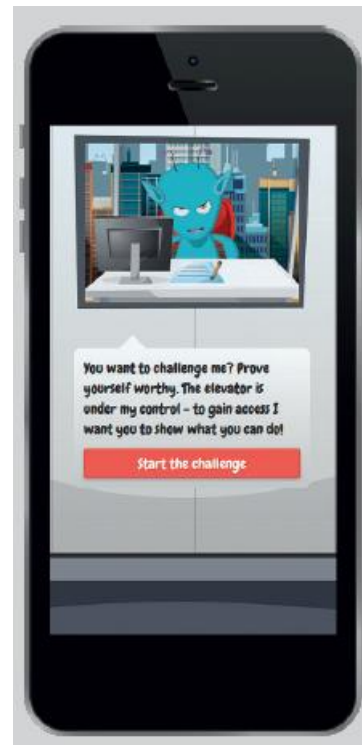 You want to challenge me? Prove
yourself worthy. The elevator is
under my control - to gain access I
want you to show what you can do!
Start the challenge